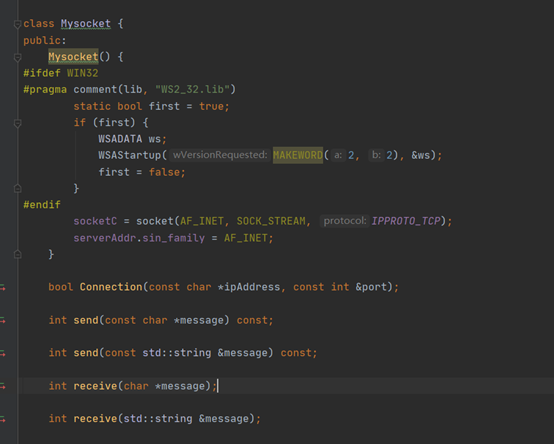 class Mysocket {
public:
    Mysocket() {
#ifdef WIN32
#pragma comment(lib, "WS2_32.lib")
        static bool first = true;
        if (first) {
            WSADATA ws;
            WSAStartup( wVersionRequested: MAKEWORD( a: 2, b: 2), &ws);
            first = false;
        }
#endif
        socketC = socket(AF_INET, SOCK_STREAM, protocol: IPPROTO_TCP);
        serverAddr.sin_family = AF_INET;
    }
    bool Connection(const char *ipAddress, const int &port);
    int send(const char *message) const;
    int send(const std::string &message) const;
    int receive(char *message);
    int receive(std::string &message);